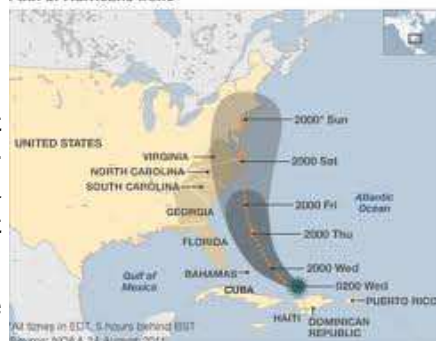 2000* Sun
UNITED STATES
VIRGINIA
2000 Sat
NORTH CAROLINA
SOUTH CAROLINA
2000 Fri
Atlantic
Ocean
GEORGIA
2000 Thu
FLORIDA
2000 Wed
Gulf of
Mexico
BAHAMAS
CUBA
0200 Wed
PUERTO RICO
HAITI
DOMINICAN
REPUBLIC
*All times in EDT, 5 hours behind BST